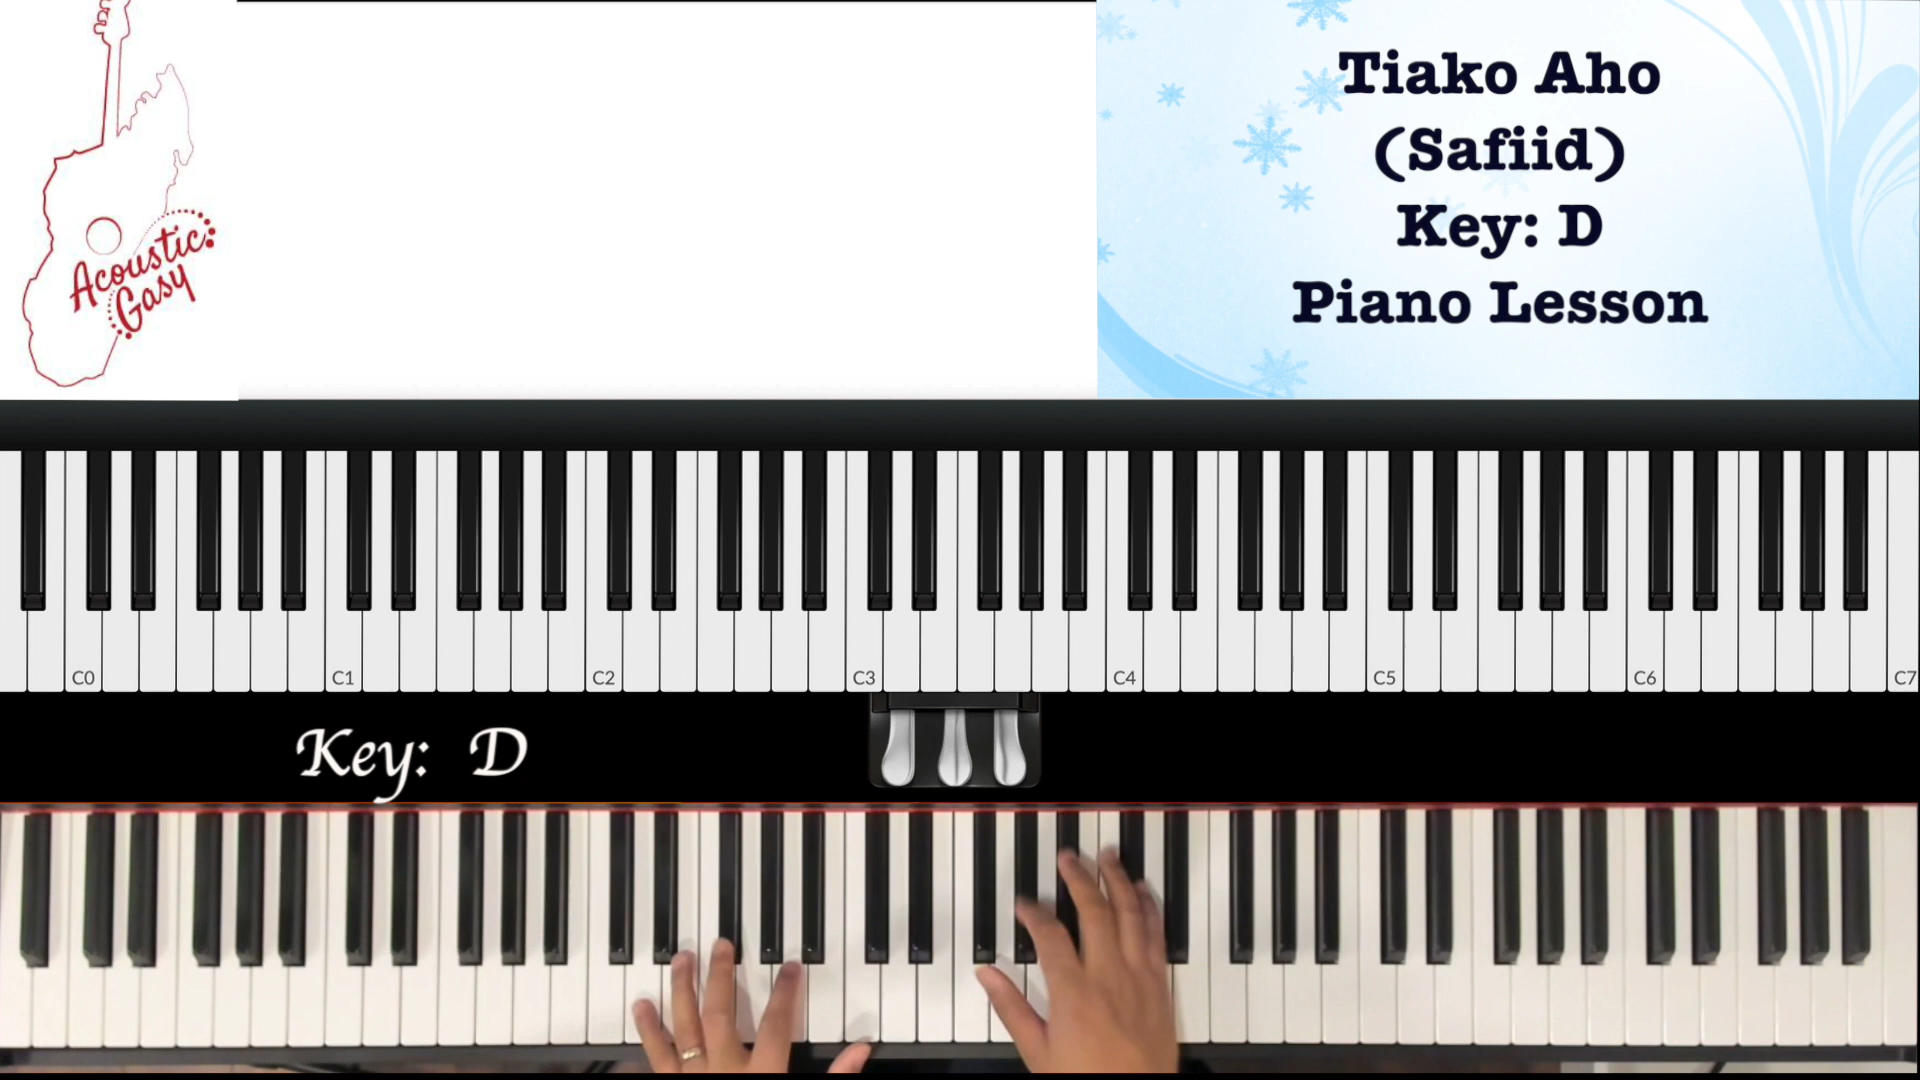 Acoustic
Gasy
Tiako Aho
(Safiid)
Key: D
Piano Lesson
C0
C1
C2
C3
C4
C5
C6
C7
Key: D